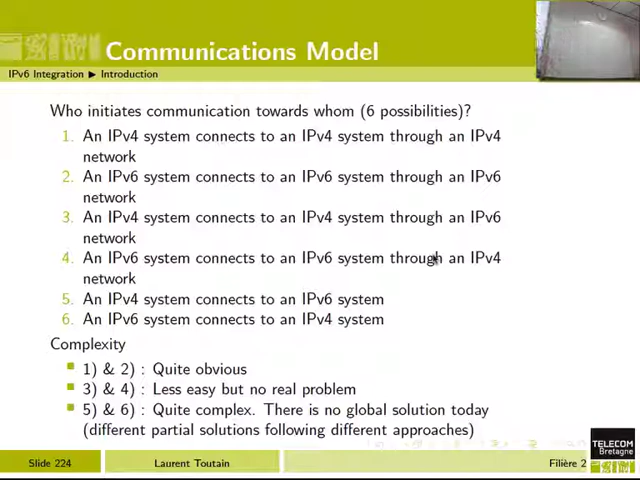 Communications Model
IPv6 Integration ▶ Introduction
Who initiates communication towards whom (6 possibilities)?
1. An IPv4 system connects to an IPv4 system through an IPv4
network
2. An IPv6 system connects to an IPv6 system through an IPv6
network
3. An IPv4 system connects to an IPv4 system through an IPv6
network
4. An IPv6 system connects to an IPv6 system through an IPv4
network
5. An IPv4 system connects to an IPv6 system
6. An IPv6 system connects to an IPv4 system
Complexity
1) & 2) : Quite obvious
3) & 4) : Less easy but no real problem
5) & 6) : Quite complex. There is no global solution today
(different partial solutions following different approaches)
TELECOM
Bretagne
Slide 224
Laurent Toutain
Filière 2